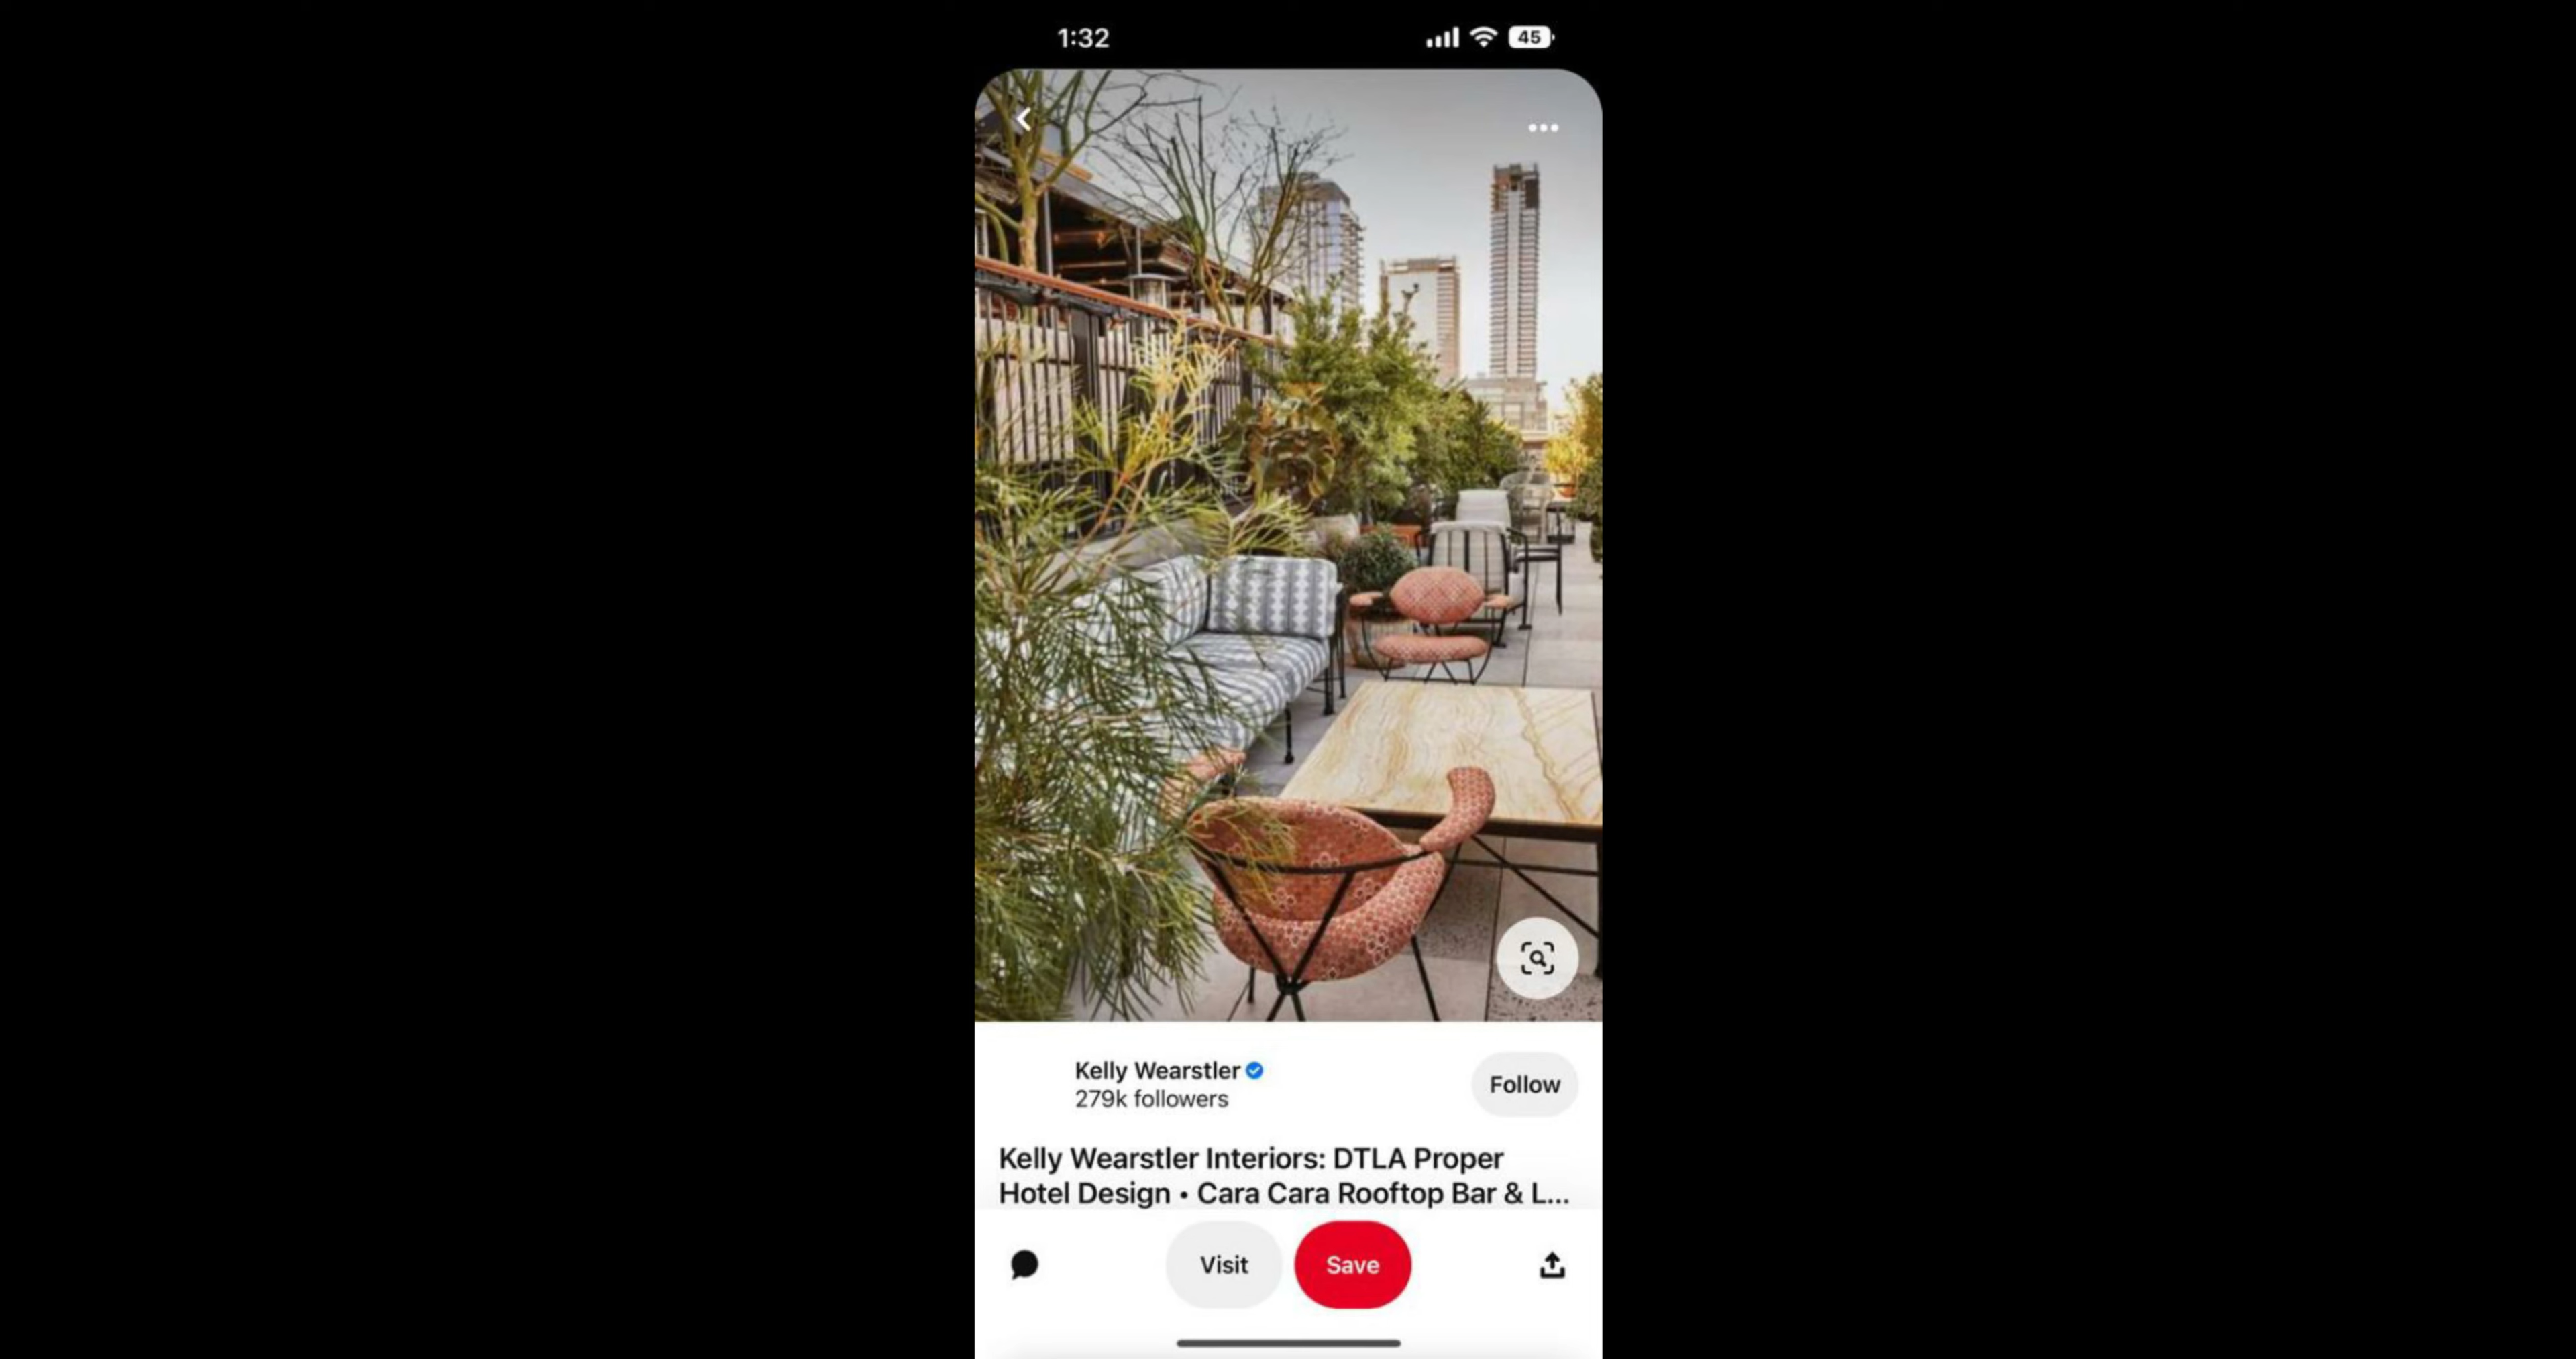 1:32
45
Kelly Wearstler
279k followers
Follow
Kelly Wearstler Interiors: DTLA Proper
Hotel Design • Cara Cara Rooftop Bar & L...
Visit
Save